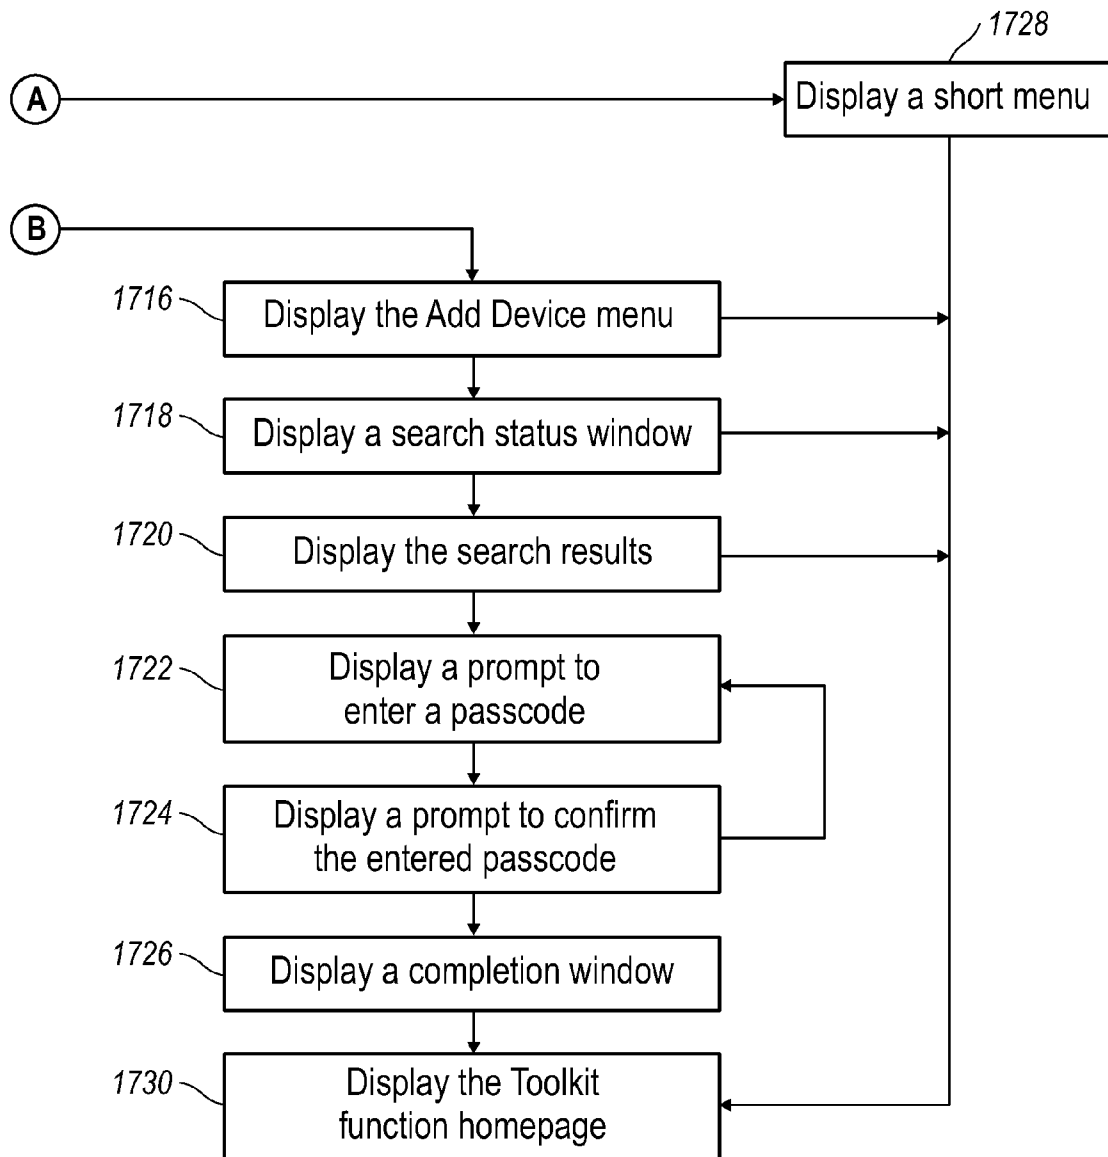 1728
A
Display a short menu
B
1716
Display the Add Device menu
1718
Display a search status window
1720
Display the search results
1722
Display a prompt to
enter a passcode
1724
Display a prompt to confirm
the entered passcode
1726
Display a completion window
1730
Display the Toolkit
function homepage